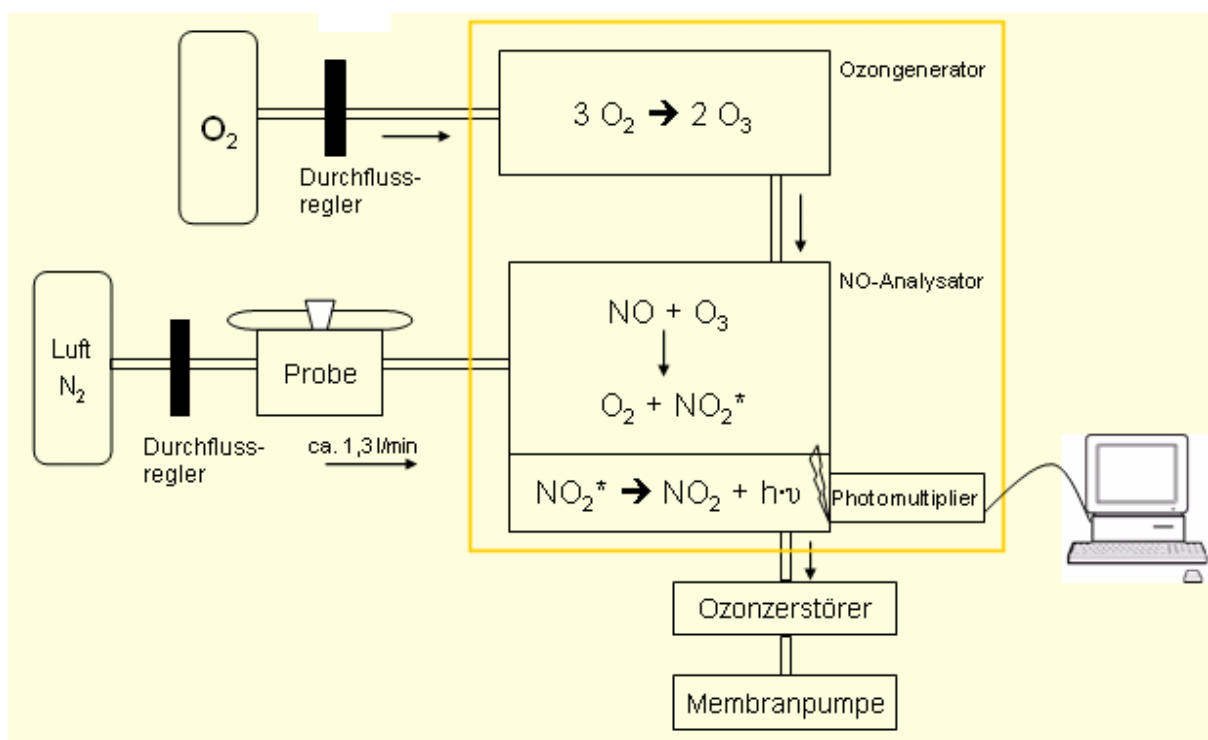 O₂
Durchfluss-
regler
3 O₂ → 2 O₃
Ozongenerator
Luft
N₂
Durchfluss-
regler
Probe
ca. 1,3 l/min
NO + O₃
O₂ + NO₂*
NO-Analysator
NO₂* → NO₂ + h·υ
Photomultiplier
Ozonzerstörer
Membranpumpe